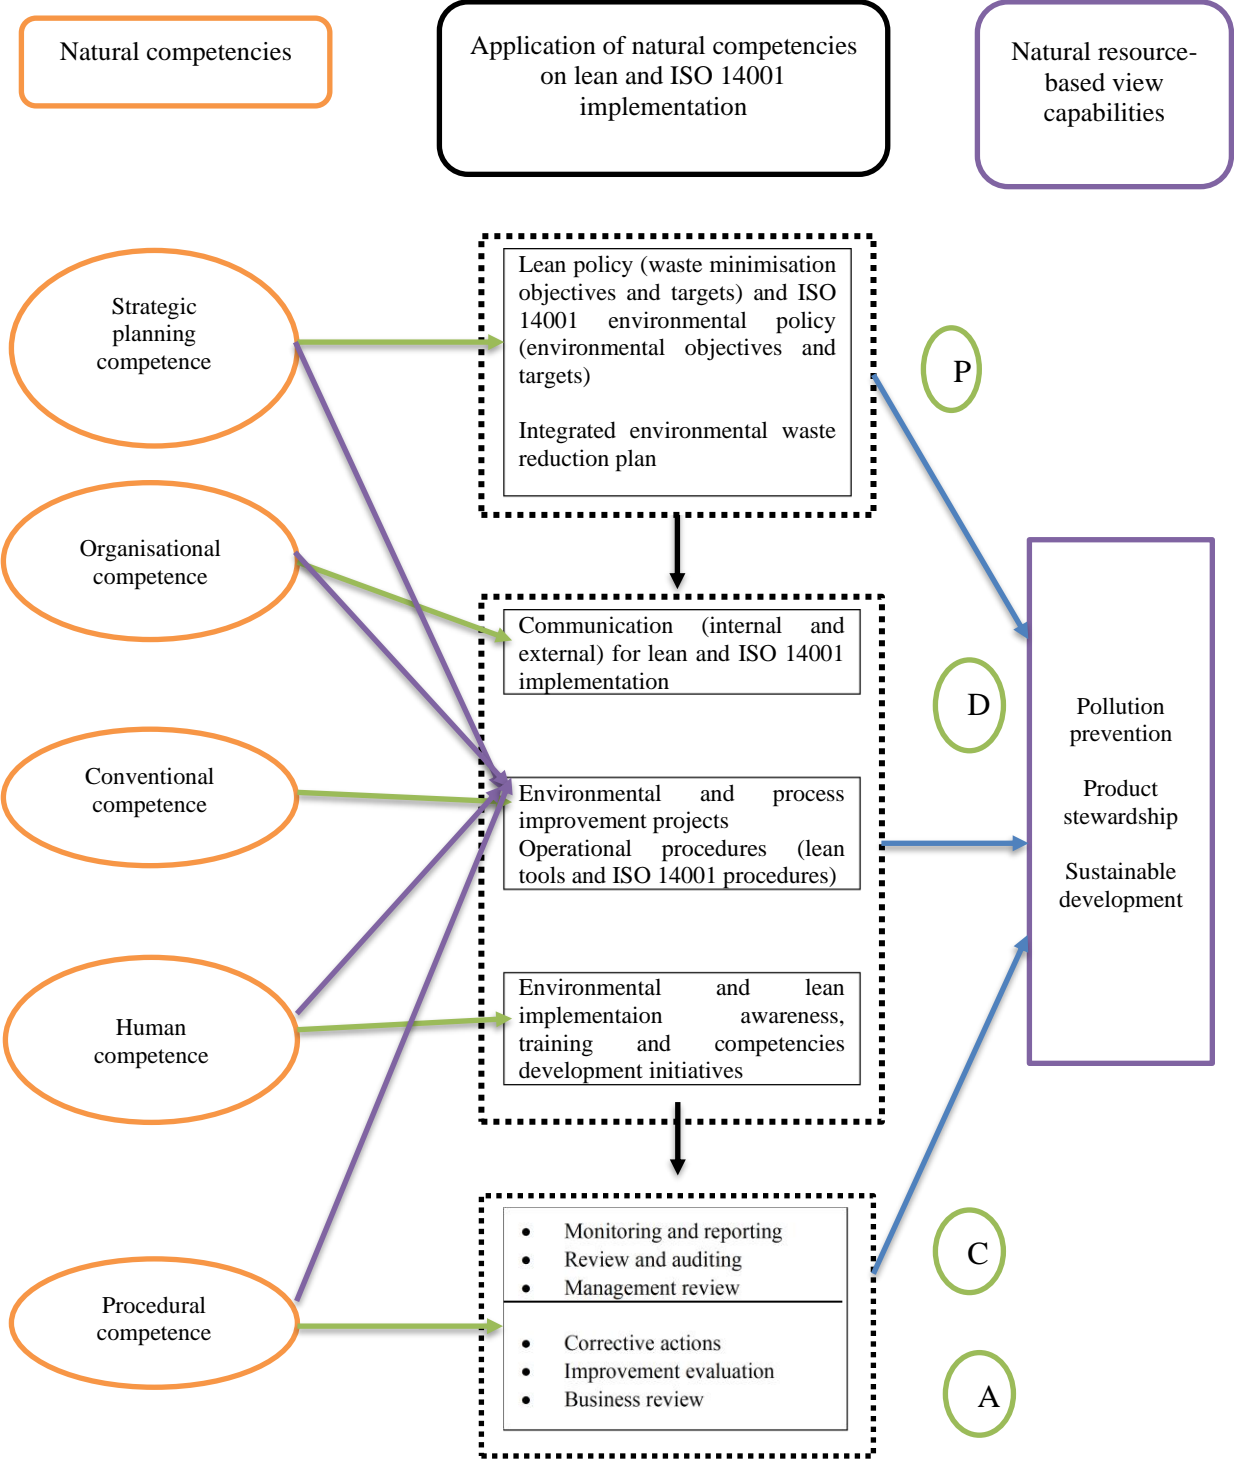 Natural competencies
Application of natural competencies
on lean and ISO 14001
implementation
Natural resource-
based view
capabilities
Strategic
planning
competence
Lean policy (waste minimisation
objectives and targets) and ISO
14001 environmental policy
(environmental objectives and
targets)
Integrated environmental waste
reduction plan
P
Organisational
competence
Communication (internal and
external) for lean and ISO 14001
implementation
D
Conventional
competence
Environmental and process
improvement projects
Operational procedures (lean
tools and ISO 14001 procedures)
Pollution
prevention
Product
stewardship
Sustainable
development
Human
competence
Environmental and lean
implementaion awareness,
training and competencies
development initiatives
Procedural
competence
• Monitoring and reporting
• Review and auditing
• Management review
• Corrective actions
• Improvement evaluation
• Business review
C
A